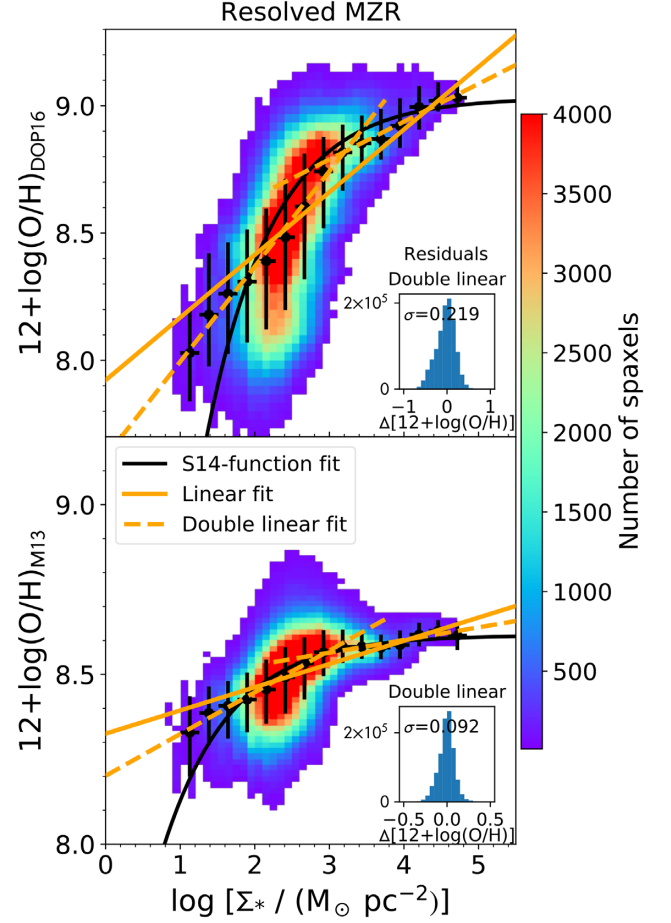 Resolved MZR
12+log(O/H)DOP16
9.0
8.5
8.0
Residuals
Double linear
2×10⁵
σ=0.219
0
−1 0 1
Δ[12+log(O/H)]
S14-function fit
Linear fit
Double linear fit
12+log(O/H)M13
9.0
8.5
8.0
Double linear
2×10⁵
σ=0.092
0
−0.5 0.0 0.5
Δ[12+log(O/H)]
0 1 2 3 4 5
log [Σ* / (M⊙ pc⁻²)]
4000
3000
2000
1000
500
Number of spaxels